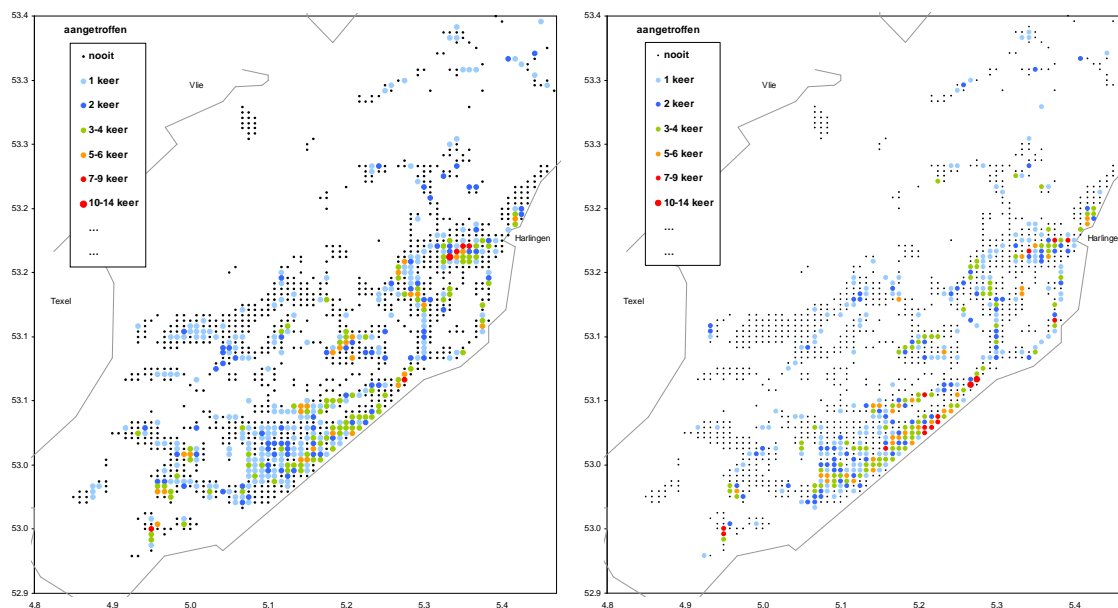 53.4
53.3
53.3
53.2
53.2
53.1
53.1
53.0
53.0
52.9
4.8
4.9
5.0
5.1
5.2
5.3
5.4
aangetroffen
nooit
1 keer
2 keer
3-4 keer
5-6 keer
7-9 keer
10-14 keer
...
...
Vlie
Texel
Harlingen
53.4
53.3
53.3
53.2
53.2
53.1
53.1
53.0
53.0
52.9
4.8
4.9
5.0
5.1
5.2
5.3
5.4
aangetroffen
nooit
1 keer
2 keer
3-4 keer
5-6 keer
7-9 keer
10-14 keer
...
...
Vlie
Texel
Harlinge